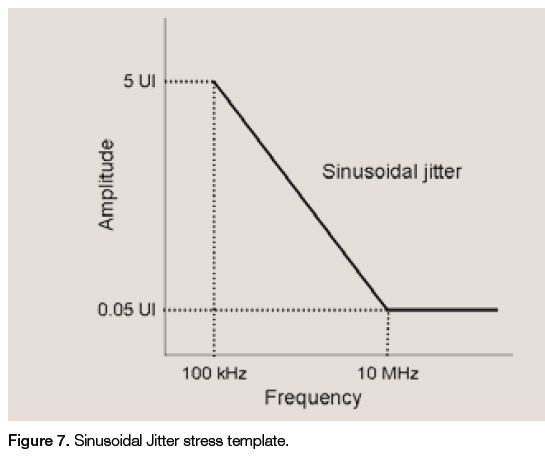 5 UI
Amplitude
Sinusoidal jitter
0.05 UI
100 kHz 10 MHz
Frequency
Figure 7. Sinusoidal Jitter stress template.